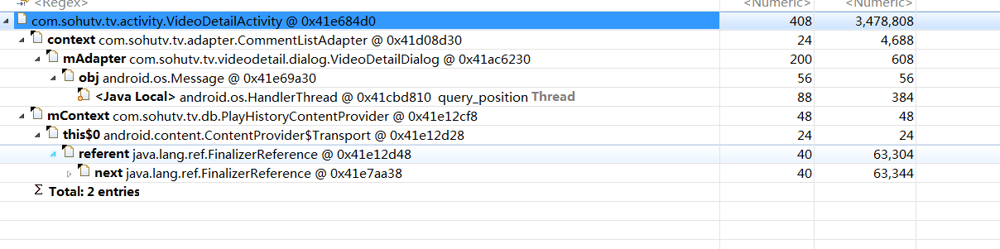 <Regex> <Numeric> <Numeric>
com.sohutv.tv.activity.VideoDetailActivity @ 0x41e684d0 408 3,478,808
context com.sohutv.tv.adapter.CommentListAdapter @ 0x41d08d30 24 4,688
mAdapter com.sohutv.tv.videodetail.dialog.VideoDetailDialog @ 0x41ac6230 200 608
obj android.os.Message @ 0x41e69a30 56 56
<Java Local> android.os.HandlerThread @ 0x41cbd810 query_position Thread 88 384
mContext com.sohutv.tv.db.PlayHistoryContentProvider @ 0x41e12cf8 48 48
this$0 android.content.ContentProvider$Transport @ 0x41e12d28 24 24
referent java.lang.ref.FinalizerReference @ 0x41e12d48 40 63,304
next java.lang.ref.FinalizerReference @ 0x41e7aa38 40 63,344
Σ Total: 2 entries